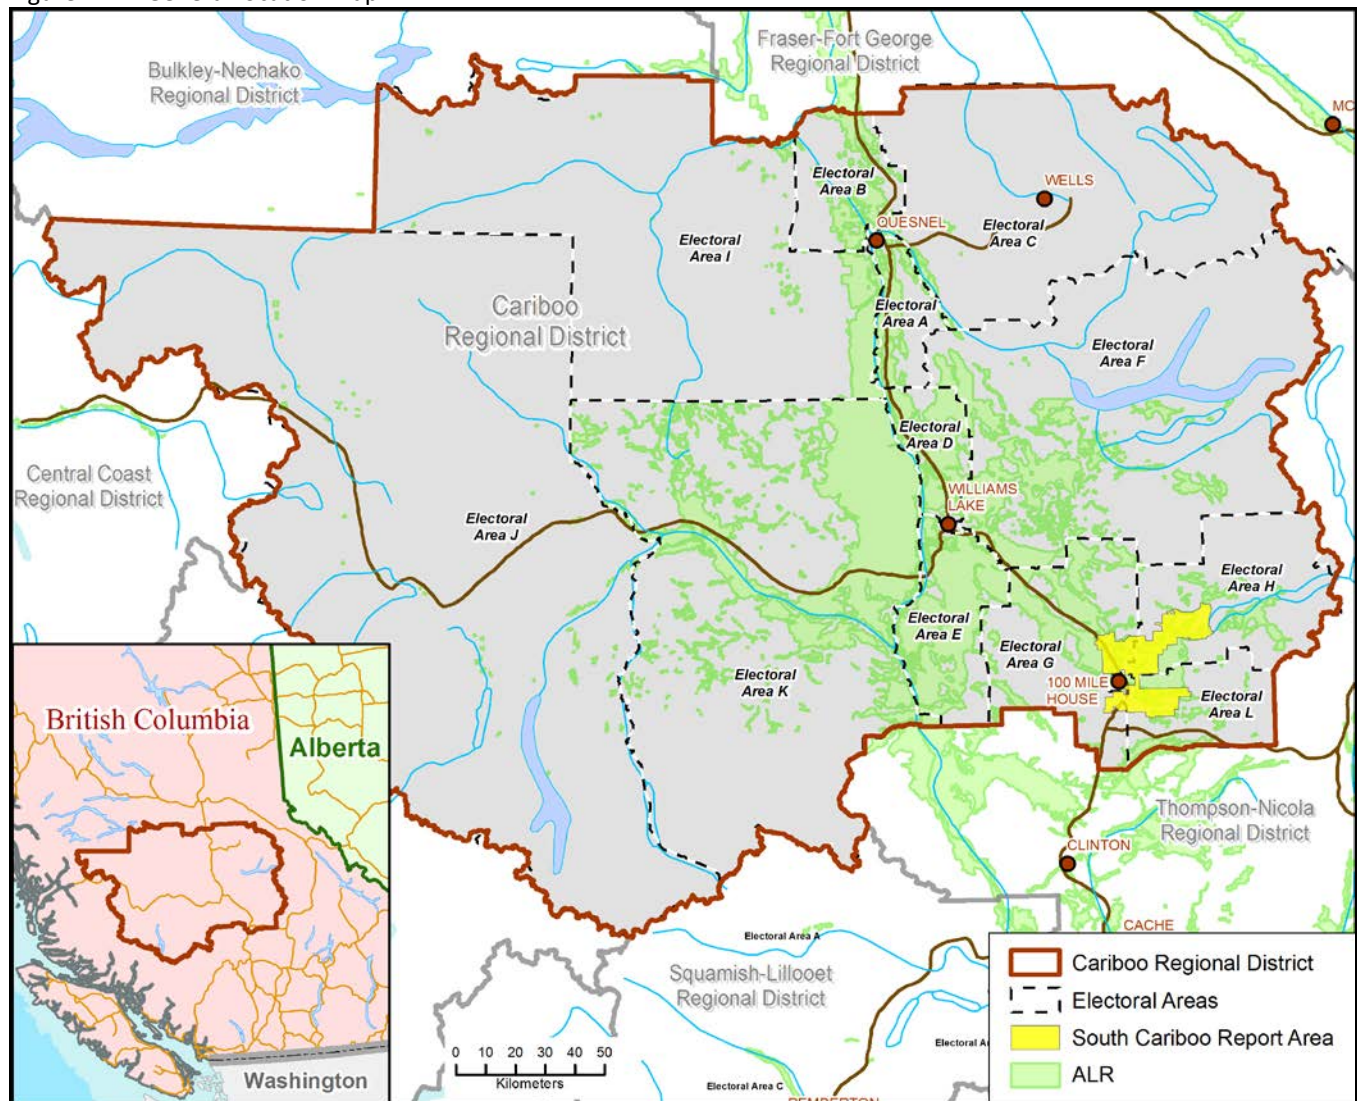 Fraser-Fort George
Regional District
Bulkley-Nechako
Regional District
MC
Electoral
Area B
WELLS
QUESNEL
Electoral
Area C
Electoral
Area I
Cariboo
Regional District
Electoral
Area A
Electoral
Area F
Electoral
Area D
Central Coast
Regional District
WILLIAMS
LAKE
Electoral
Area J
Electoral
Area H
Electoral
Area E
Electoral
Area G
Electoral
Area K
100 MILE
HOUSE
Electoral
Area L
British Columbia
Alberta
Washington
Thompson-Nicola
Regional District
CLINTON
CACHE
Electoral Area A
Squamish-Lillooet
Regional District
Electoral A
Electoral Area C
PEMBERTON
0 10 20 30 40 50
Kilometers
Cariboo Regional District
Electoral Areas
South Cariboo Report Area
ALR